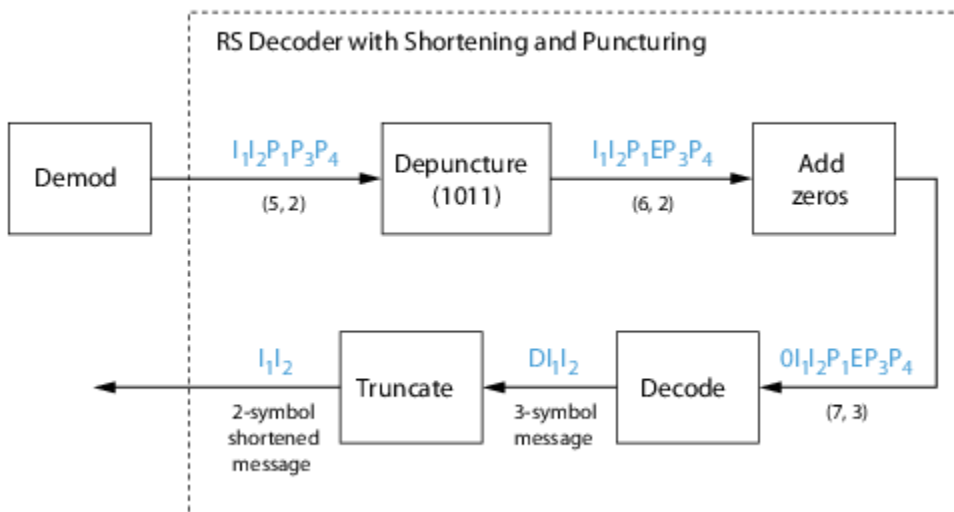 RS Decoder with Shortening and Puncturing
Demod
I₁I₂P₁P₃P₄
(5, 2)
Depuncture
(1011)
I₁I₂P₁EP₃P₄
(6, 2)
Add
zeros
0I₁I₂P₁EP₃P₄
(7, 3)
Decode
DI₁I₂
3-symbol
message
Truncate
I₁I₂
2-symbol
shortened
message